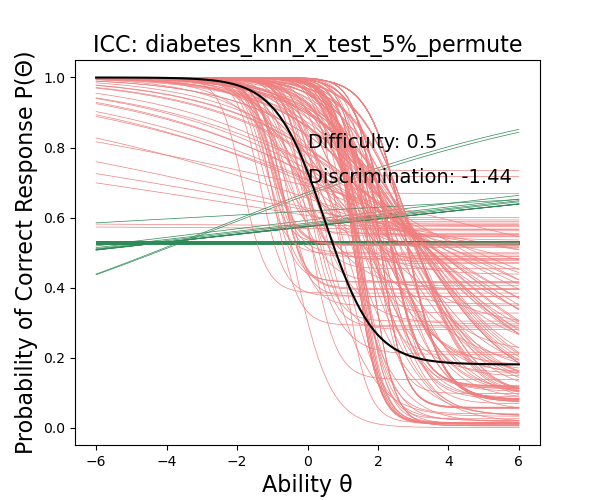 ICC: diabetes_knn_x_test_5%_permute
Probability of Correct Response P(Θ)
1.0
0.8
0.6
0.4
0.2
0.0
Difficulty: 0.5
Discrimination: -1.44
−6
−4
−2
0
2
4
6
Ability θ